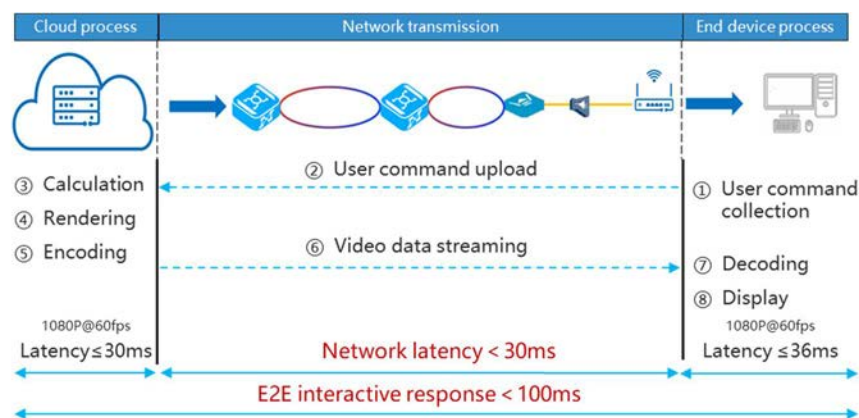 Cloud process
Network transmission
End device process
② User command upload
③ Calculation
④ Rendering
⑤ Encoding
① User command
collection
⑥ Video data streaming
⑦ Decoding
⑧ Display
1080P@60fps
Latency≤30ms
Network latency < 30ms
1080P@60fps
Latency ≤36ms
E2E interactive response < 100ms